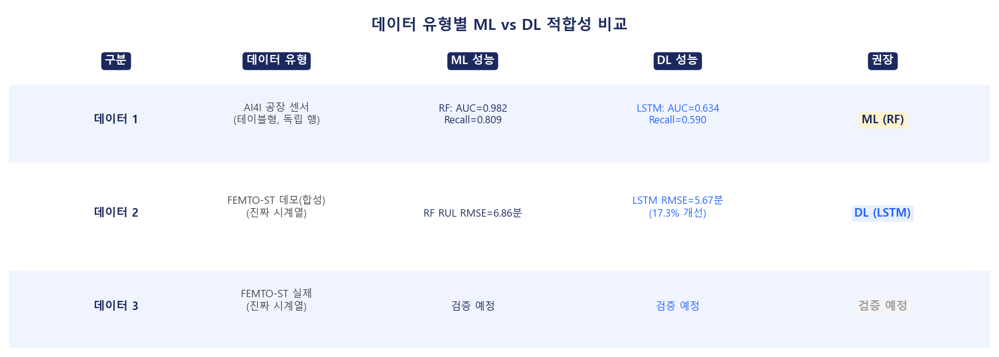 데이터 유형별 ML vs DL 적합성 비교
구분 데이터 유형 ML 성능 DL 성능 권장
데이터 1
AI4I 공장 센서
(테이블형, 독립 행)
RF: AUC=0.982
Recall=0.809
LSTM: AUC=0.634
Recall=0.590
ML (RF)
데이터 2
FEMTO-ST 데모(합성)
(진짜 시계열)
RF RUL RMSE=6.86분
LSTM RMSE=5.67분
(17.3% 개선)
DL (LSTM)
데이터 3
FEMTO-ST 실제
(진짜 시계열)
검증 예정
검증 예정
검증 예정